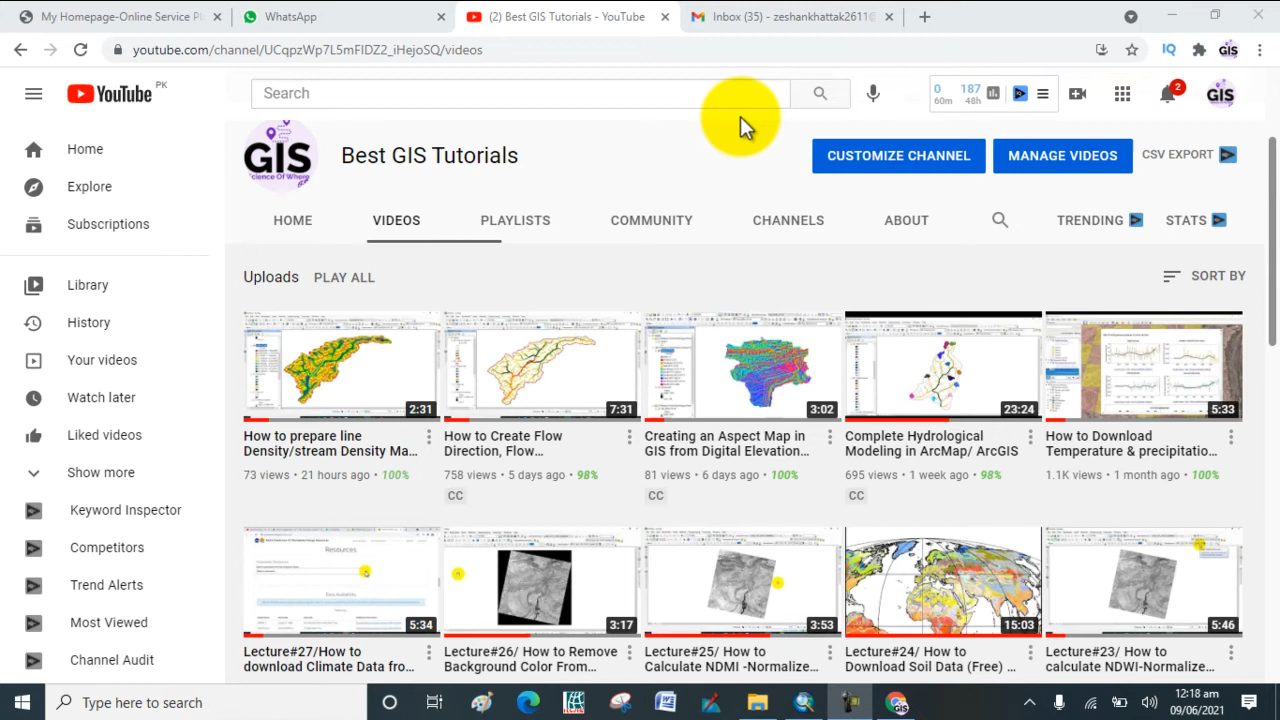 My Homepage-Online Service P
WhatsApp
(2) Best GIS Tutorials - YouTube
Inbox (35) - zeshankhattak2611@
youtube.com/channel/UCqpzWp7L5mFIDZ2_iHejoSQ/videos
IQ
GIS
YouTube PK
Search
0 60m
187 48h
2
GIS
Home
Explore
Subscriptions
Library
History
Your videos
Watch later
Liked videos
Show more
Keyword Inspector
Competitors
Trend Alerts
Most Viewed
Channel Audit
GIS
Science Of Where
Best GIS Tutorials
CUSTOMIZE CHANNEL
MANAGE VIDEOS
CSV EXPORT
HOME
VIDEOS
PLAYLISTS
COMMUNITY
CHANNELS
ABOUT
TRENDING
STATS
Uploads
PLAY ALL
SORT BY
2:31
How to prepare line
Density/stream Density Ma...
73 views • 21 hours ago • 100%
7:31
How to Create Flow
Direction, Flow...
758 views • 5 days ago • 98%
CC
3:02
Creating an Aspect Map in
GIS from Digital Elevation...
81 views • 6 days ago • 100%
CC
23:24
Complete Hydrological
Modeling in ArcMap/ ArcGIS
695 views • 1 week ago • 98%
CC
5:33
How to Download
Temperature & precipitatio...
1.1K views • 1 month ago • 100%
Resources
Data Availability
5:34
Lecture#27/How to
download Climate Data fro...
3:17
Lecture#26/ How to Remove
Background Color From...
3:53
Lecture#25/ How to
Calculate NDMI -Normalize...
15:03
Lecture#24/ How to
Download Soil Data (Free) ...
5:46
Lecture#23/ How to
calculate NDWI-Normalize...
Type here to search
12:18 am
09/06/2021